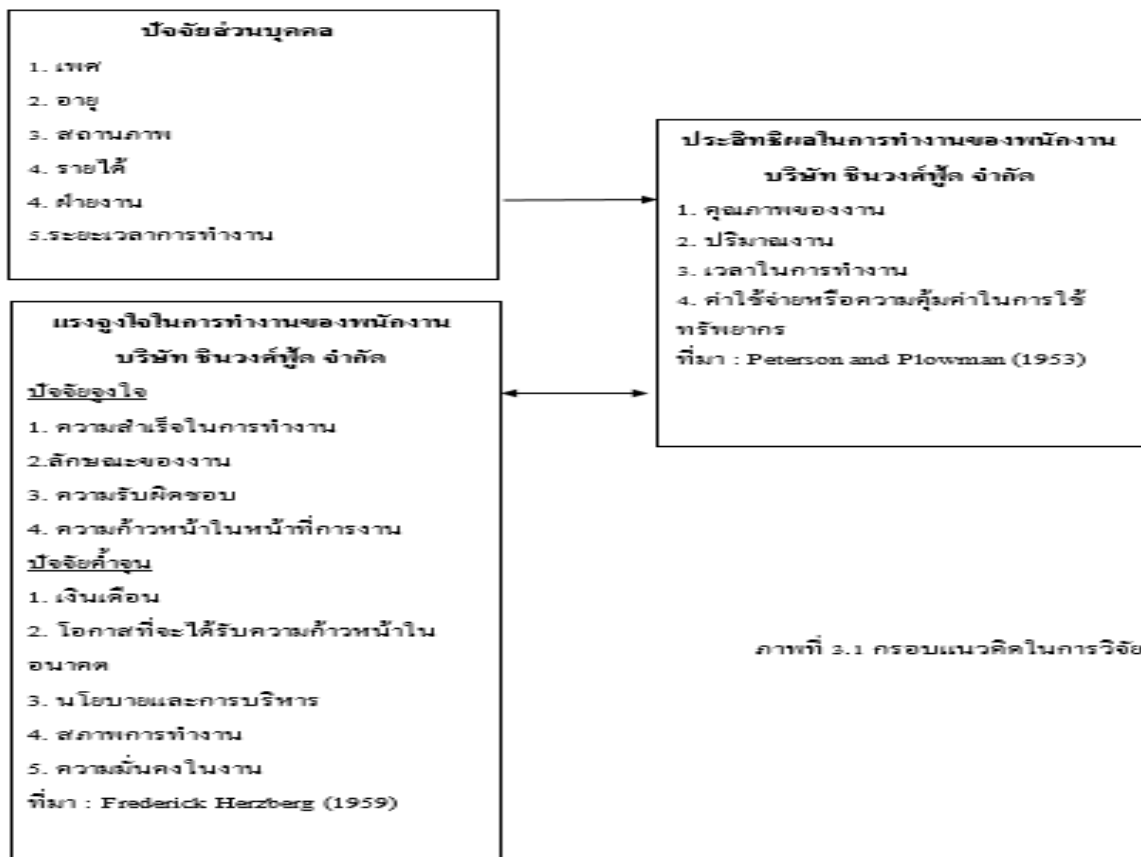 ปัจจัยส่วนบุคคล
1. เพศ
2. อายุ
3. สถานภาพ
4. รายได้
4. ฝ่ายงาน
5.ระยะเวลาการทำงาน
ประสิทธิผลในการทำงานของพนักงาน
บริษัท ชินวงศ์ฟู้ด จำกัด
1. คุณภาพของงาน
2. ปริมาณงาน
3. เวลาในการทำงาน
4. ค่าใช้จ่ายหรือความคุ้มค่าในการใช้
ทรัพยากร
ที่มา : Peterson and Plowman (1953)
แรงจูงใจในการทำงานของพนักงาน
บริษัท ชินวงศ์ฟู้ด จำกัด
ปัจจัยจูงใจ
1. ความสำเร็จในการทำงาน
2.ลักษณะของงาน
3. ความรับผิดชอบ
4. ความก้าวหน้าในหน้าที่การงาน
ปัจจัยค้ำจุน
1. เงินเดือน
2. โอกาสที่จะได้รับความก้าวหน้าใน
อนาคต
3. นโยบายและการบริหาร
4. สภาพการทำงาน
5. ความมั่นคงในงาน
ที่มา : Frederick Herzberg (1959)
ภาพที่ 3.1 กรอบแนวคิดในการวิจัย